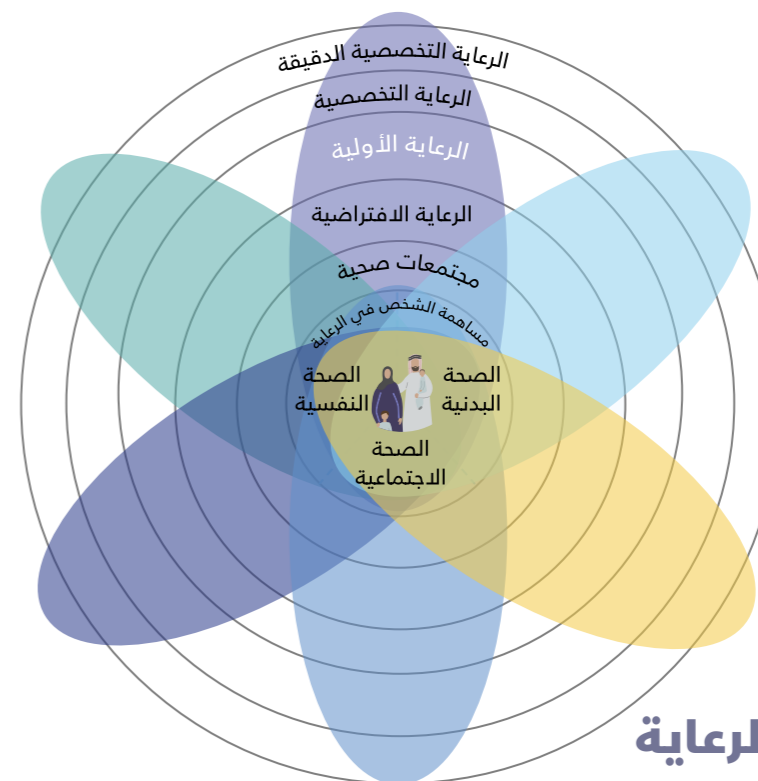 الرعاية التخصصية الدقيقة
الرعاية التخصصية
الرعاية الأولية
الرعاية الافتراضية
مجتمعات صحية
مساهمة الشخص في الرعاية
الصحة البدنية
الصحة النفسية
الصحة الاجتماعية
لرعاية